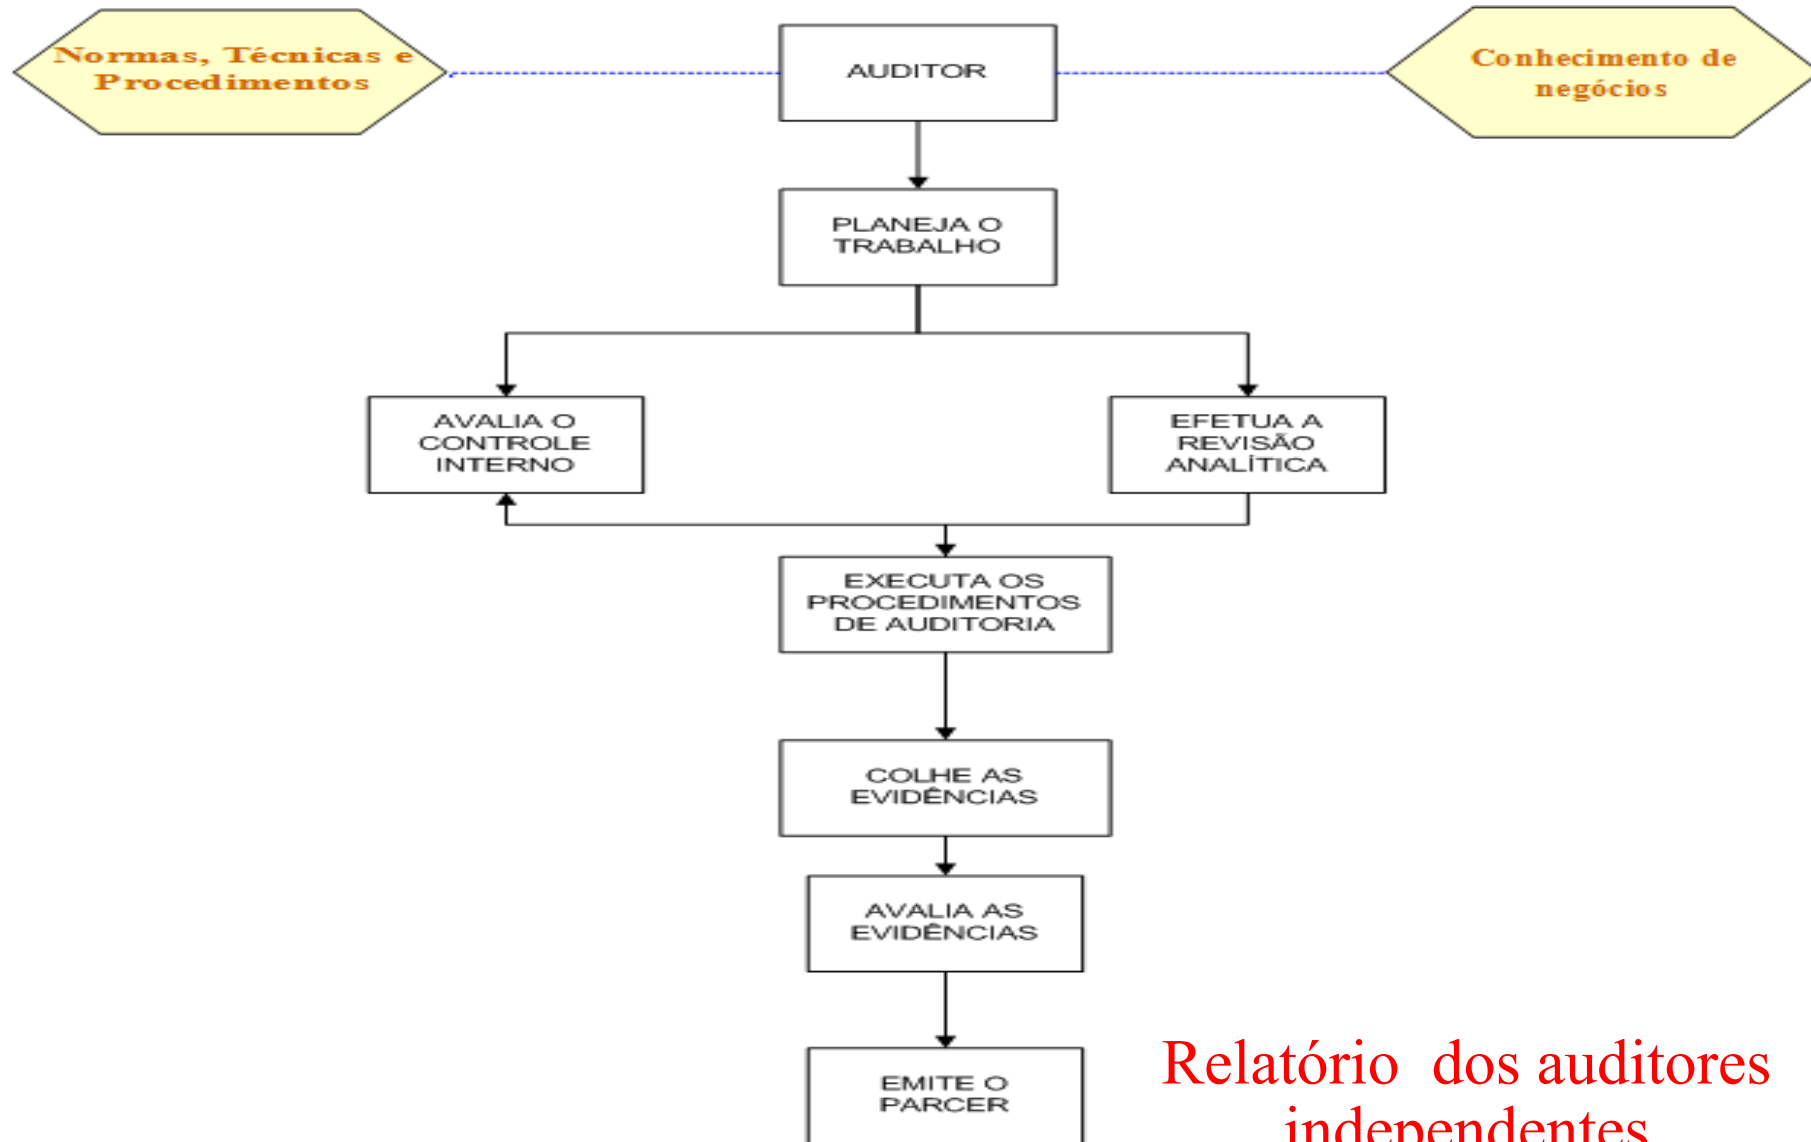 Normas, Técnicas e
Procedimentos
AUDITOR
Conhecimento de
negócios
PLANEJA O
TRABALHO
AVALIA O
CONTROLE
INTERNO
EFETUA A
REVISÃO
ANALÍTICA
EXECUTA OS
PROCEDIMENTOS
DE AUDITORIA
COLHE AS
EVIDÊNCIAS
AVALIA AS
EVIDÊNCIAS
EMITE O
PARCER
Relatório dos auditores
independentes